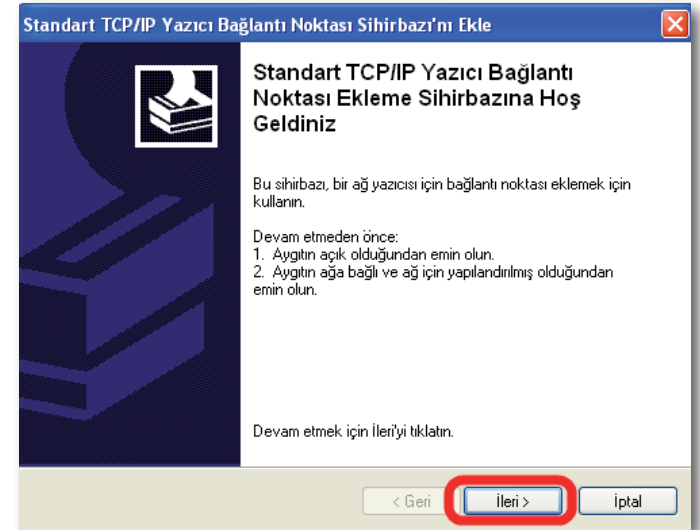 Standart TCP/IP Yazıcı Bağlantı Noktası Sihirbazı'nı Ekle
Standart TCP/IP Yazıcı Bağlantı
Noktası Ekleme Sihirbazına Hoş
Geldiniz
Bu sihirbazı, bir ağ yazıcısı için bağlantı noktası eklemek için
kullanın.
Devam etmeden önce:
1. Aygıtın açık olduğundan emin olun.
2. Aygıtın ağa bağlı ve ağ için yapılandırılmış olduğundan
emin olun.
Devam etmek için İleri'yi tıklatın.
< Geri İleri > İptal